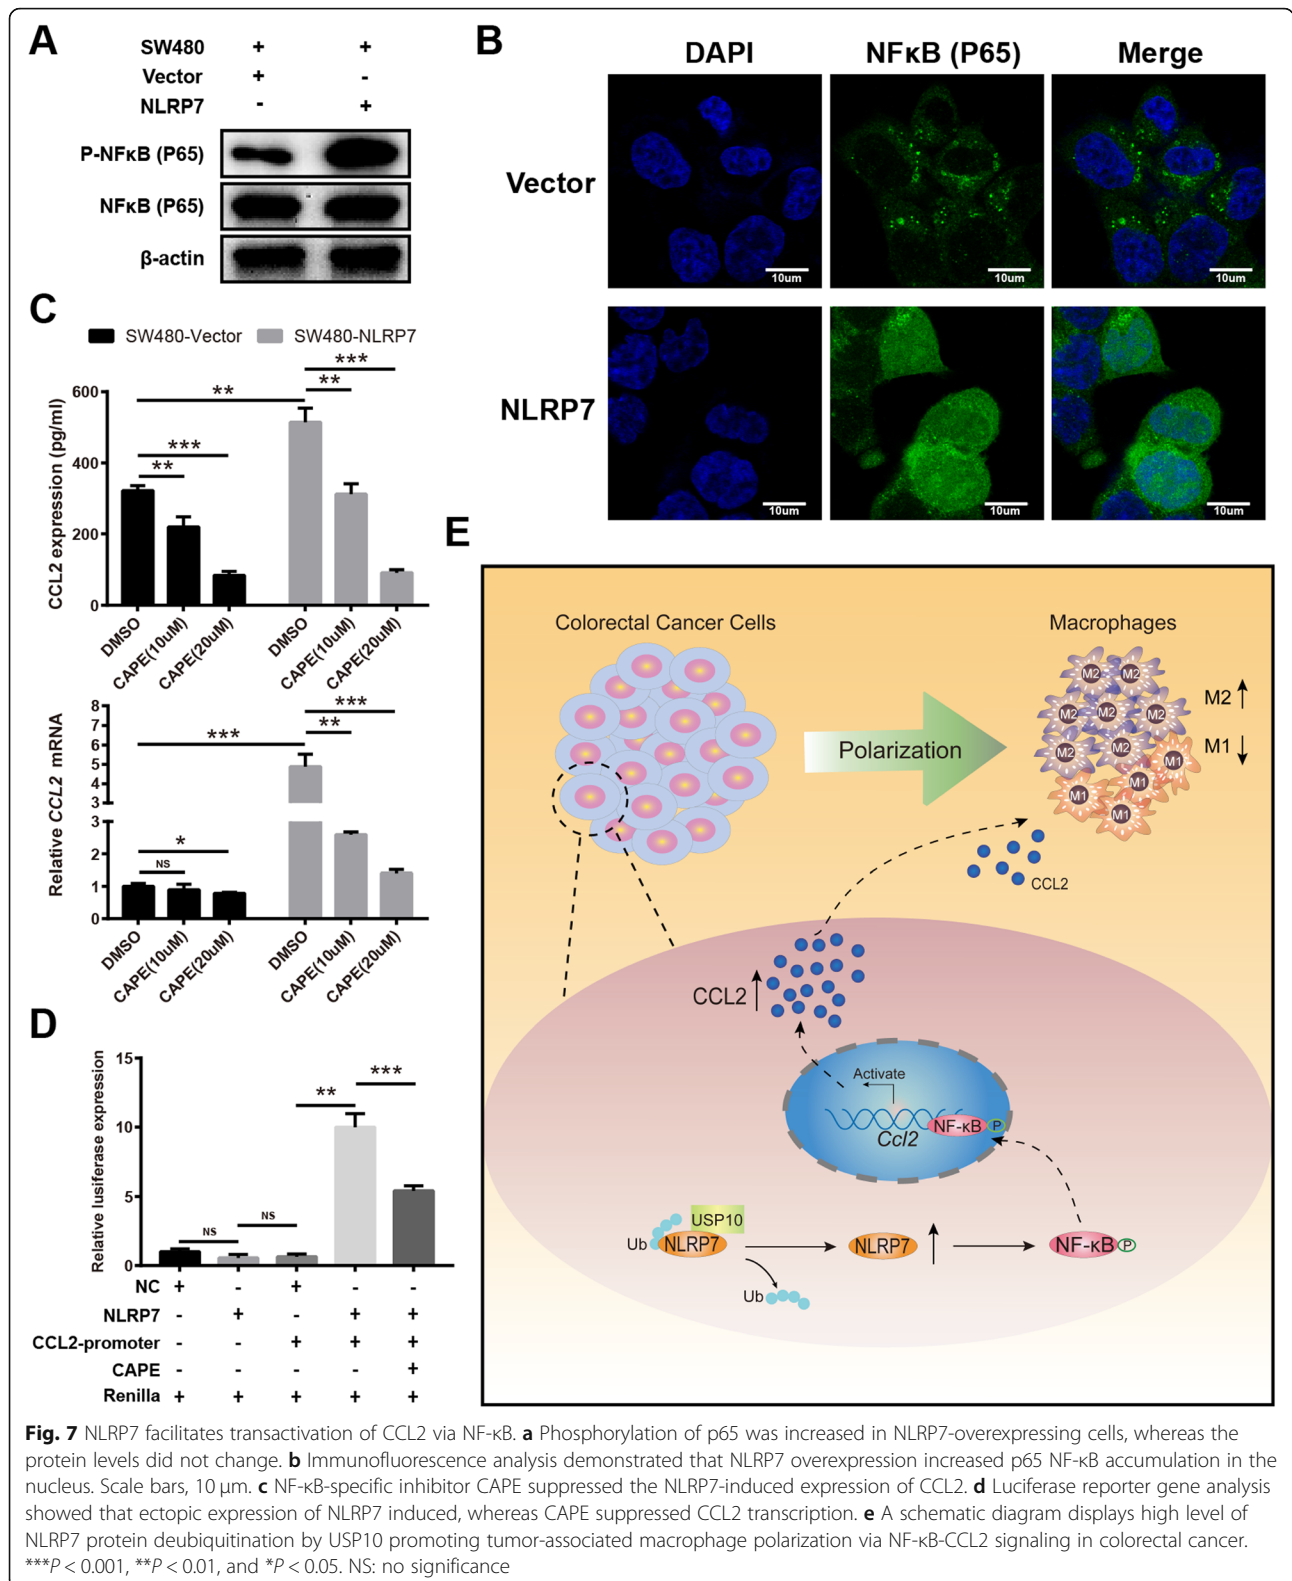 A
SW480 + +
Vector + -
NLRP7 - +
P-NFκB (P65)
NFκB (P65)
β-actin
B
DAPI NFκB (P65) Merge
Vector
10um 10um 10um
NLRP7
10um 10um 10um
C
SW480-Vector SW480-NLRP7
CCL2 expression (pg/ml)
600
400
200
0
** *** ** ** ***
DMSO CAPE(10uM) CAPE(20uM) DMSO CAPE(10uM) CAPE(20uM)
Relative CCL2 mRNA
8
7
6
5
4
3
3
2
1
0
NS * *** ** ***
DMSO CAPE(10uM) CAPE(20uM) DMSO CAPE(10uM) CAPE(20uM)
D
Relative lusiferase expression
15
10
5
0
NS NS ** ***
NC + - + - -
NLRP7 - + - + +
CCL2-promoter - - + + +
CAPE - - - - +
Renilla + + + + +
E
Colorectal Cancer Cells
Macrophages
Polarization
M2 M2
M2 M2 M2
M2 M2 M1
M1 M1
M1
M2
M1
CCL2
CCL2
Activate
Ccl2
NF-κB P
USP10
Ub NLRP7
Ub
NLRP7
NF-κB P
Fig. 7 NLRP7 facilitates transactivation of CCL2 via NF-κB. a Phosphorylation of p65 was increased in NLRP7-overexpressing cells, whereas the
protein levels did not change. b Immunofluorescence analysis demonstrated that NLRP7 overexpression increased p65 NF-κB accumulation in the
nucleus. Scale bars, 10 μm. c NF-κB-specific inhibitor CAPE suppressed the NLRP7-induced expression of CCL2. d Luciferase reporter gene analysis
showed that ectopic expression of NLRP7 induced, whereas CAPE suppressed CCL2 transcription. e A schematic diagram displays high level of
NLRP7 protein deubiquitination by USP10 promoting tumor-associated macrophage polarization via NF-κB-CCL2 signaling in colorectal cancer.
***P < 0.001, **P < 0.01, and *P < 0.05. NS: no significance